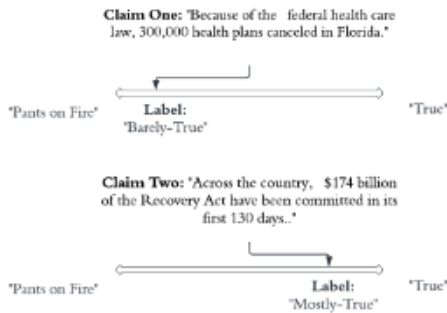 Claim One: "Because of the federal health care
law, 300,000 health plans canceled in Florida."
"Pants on Fire"
Label:
"Barely-True"
"True"
Claim Two: "Across the country, $174 billion
of the Recovery Act have been committed in its
first 130 days.."
"Pants on Fire"
Label:
"Mostly-True"
"True"